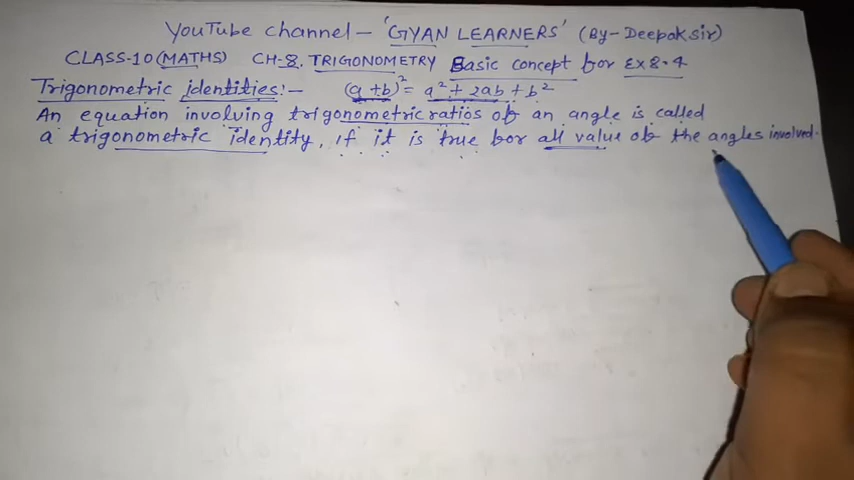 YouTube channel - 'GYAN LEARNERS' (By-Deepak sir)
CLASS-10 (MATHS) CH-8. TRIGONOMETRY Basic concept for Ex 8.4
Trigonometric identities:- (a+b)² = a² + 2ab + b²
An equation involving trigonometric ratios of an angle is called
a trigonometric identity, if it is true for all value of the angles involved.